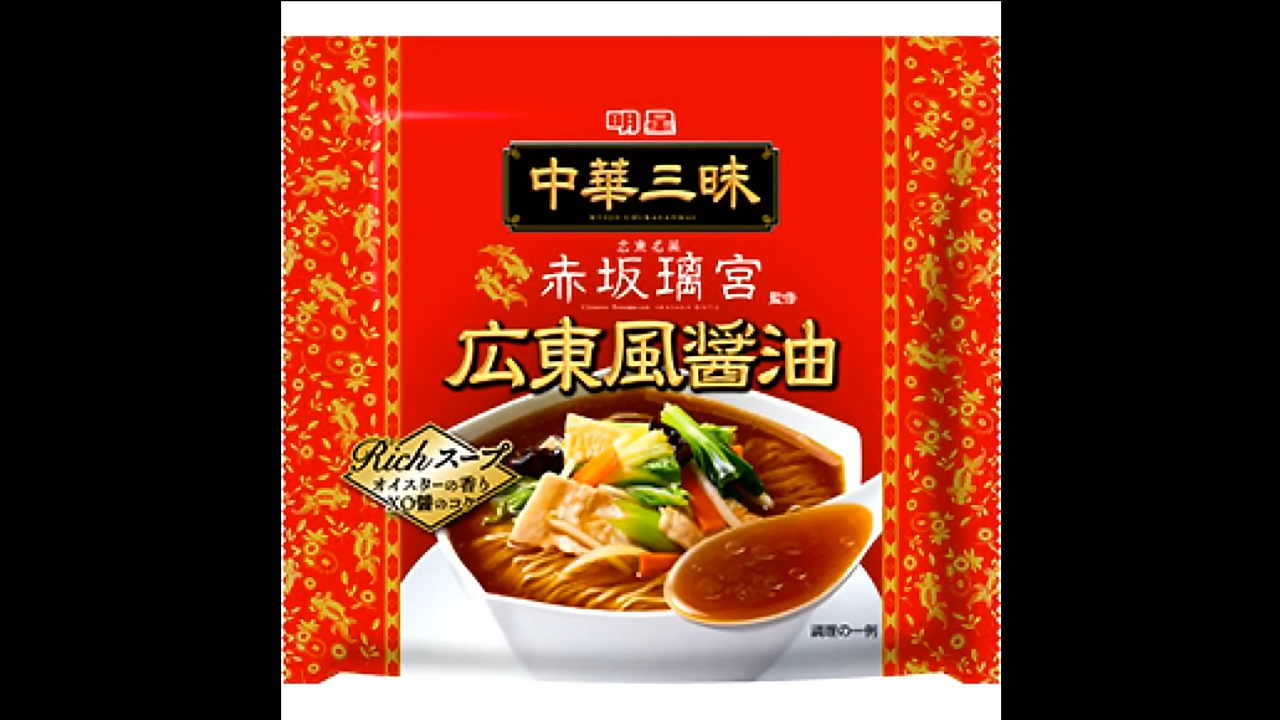 明星
中華三昧
MYOJO CHUKAZANMAI
広東名菜
赤坂璃宮
監修
広東風醤油
Richスープ
オイスターの香り
XO醤のコク
調理の一例